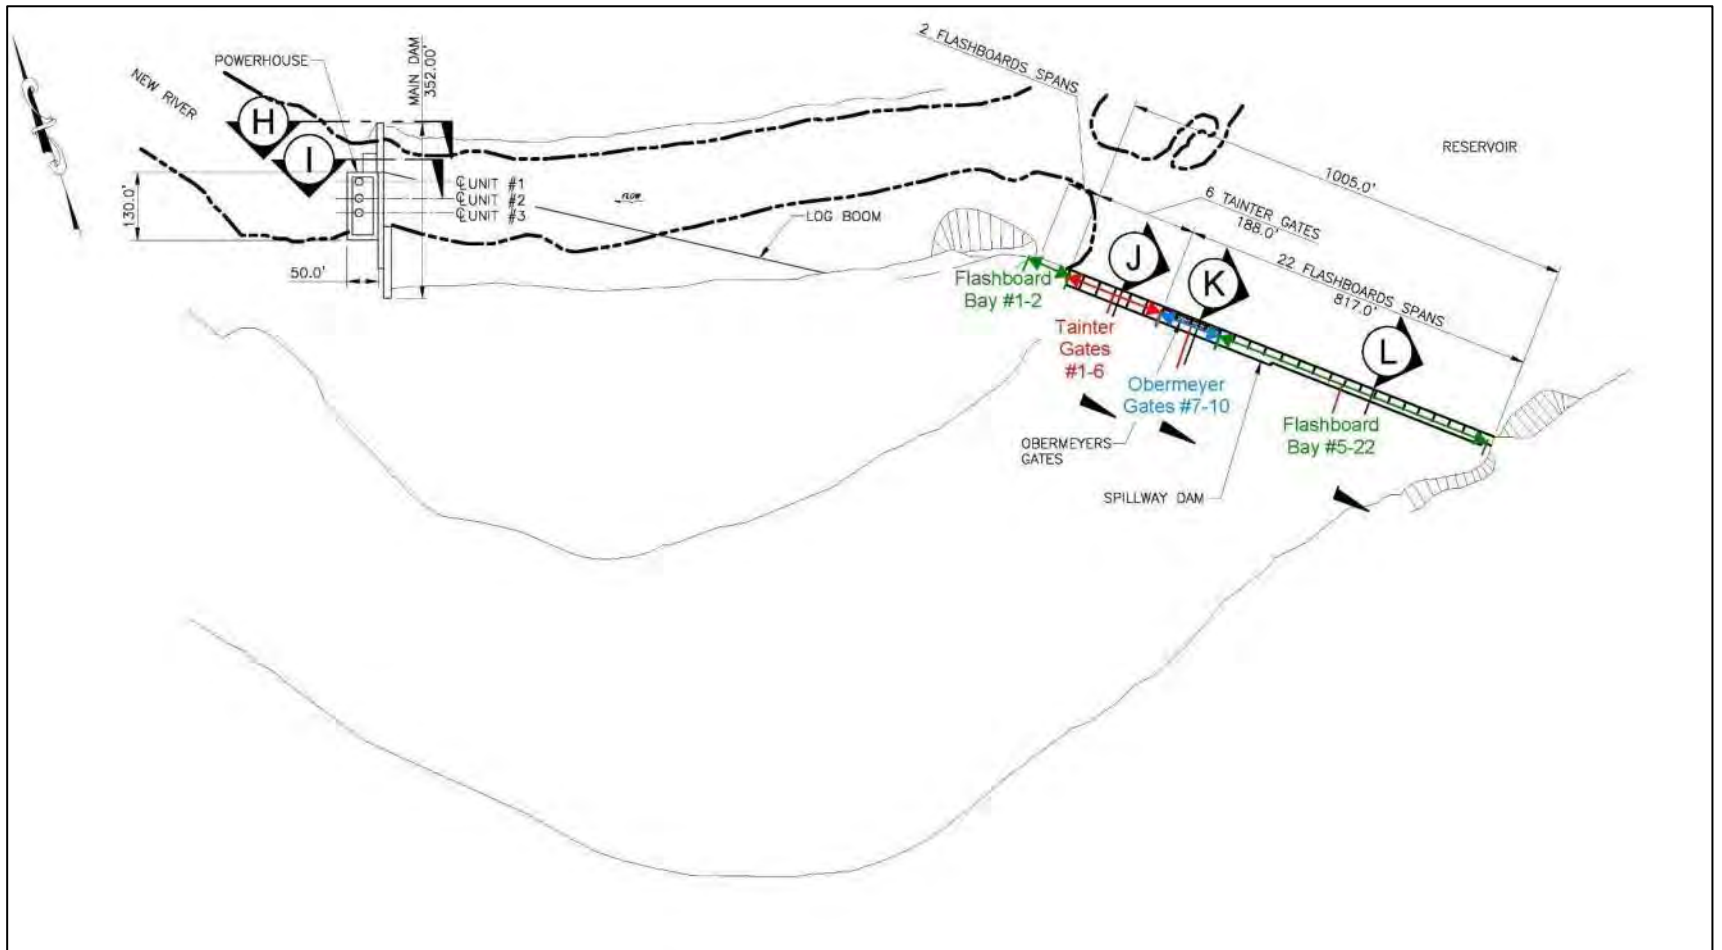 2 FLASHBOARDS SPANS
POWERHOUSE
MAIN DAM
352.00'
NEW RIVER
H
I
130.0'
50.0'
℄UNIT #1
℄UNIT #2
℄UNIT #3
FLOW
LOG BOOM
RESERVOIR
1005.0'
6 TAINTER GATES
188.0'
22 FLASHBOARDS SPANS
817.0'
J
K
L
Flashboard
Bay #1-2
Tainter
Gates
#1-6
Obermeyer
Gates #7-10
Flashboard
Bay #5-22
OBERMEYERS
GATES
SPILLWAY DAM